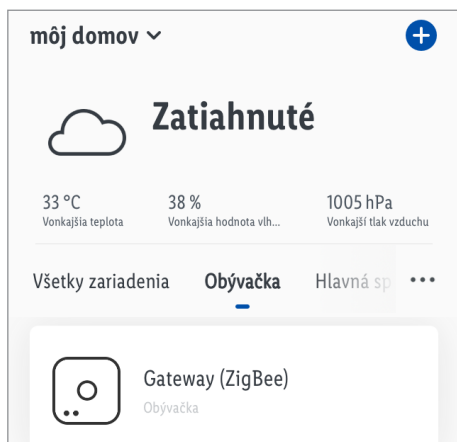 môj domov
Zatiahnuté
33 °C 38 % 1005 hPa
Vonkajšia teplota Vonkajšia hodnota vlh... Vonkajší tlak vzduchu
Všetky zariadenia Obývačka Hlavná sp
Gateway (ZigBee)
Obývačka